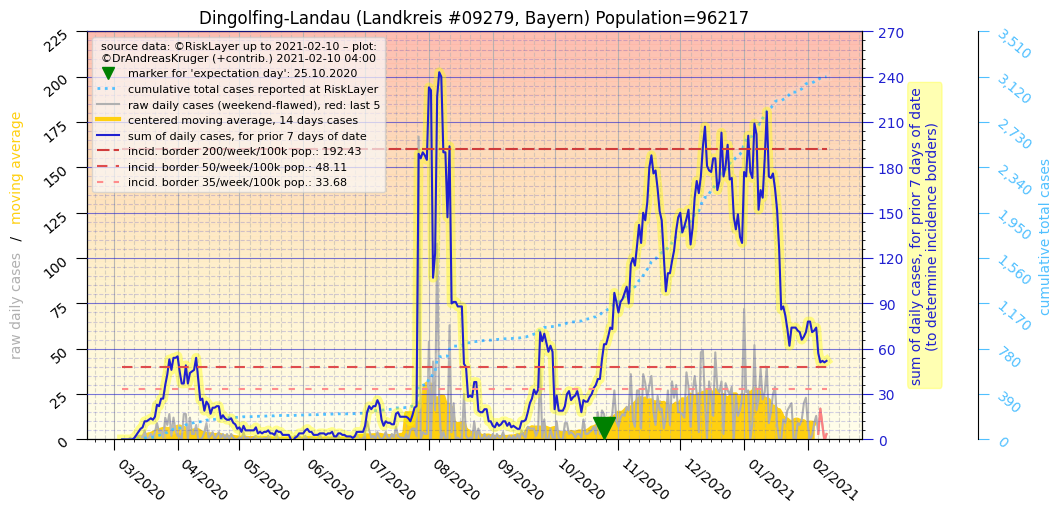 Dingolfing-Landau (Landkreis #09279, Bayern) Population=96217
source data: ©RiskLayer up to 2021-02-10 – plot:
©DrAndreasKruger (+contrib.) 2021-02-10 04:00
marker for 'expectation day': 25.10.2020
cumulative total cases reported at RiskLayer
raw daily cases (weekend-flawed), red: last 5
centered moving average, 14 days cases
sum of daily cases, for prior 7 days of date
incid. border 200/week/100k pop.: 192.43
incid. border 50/week/100k pop.: 48.11
incid. border 35/week/100k pop.: 33.68
raw daily cases / moving average
225
200
175
150
125
100
75
50
25
0
03/2020
04/2020
05/2020
06/2020
07/2020
08/2020
09/2020
10/2020
11/2020
12/2020
01/2021
02/2021
270
240
210
180
150
120
90
60
30
0
sum of daily cases, for prior 7 days of date
(to determine incidence borders)
3,510
3,120
2,730
2,340
1,950
1,560
1,170
780
390
0
cumulative total cases